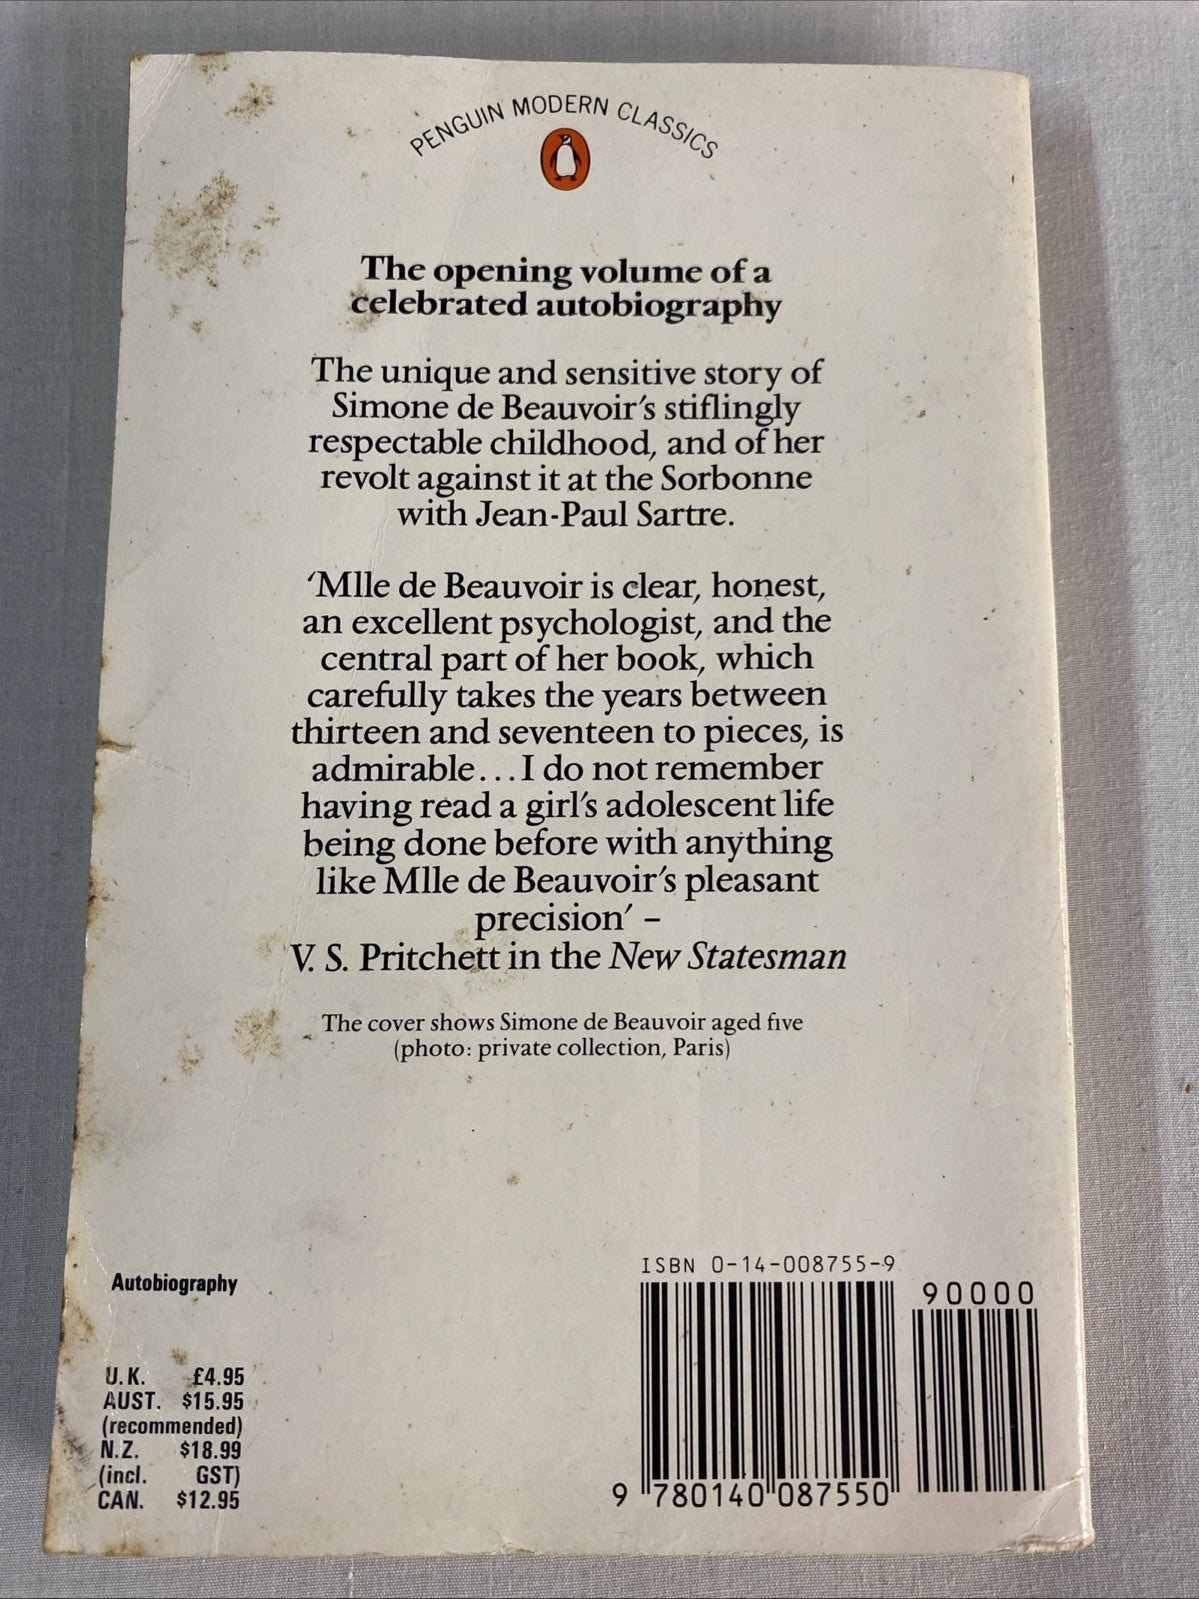 PENGUIN MODERN CLASSICS
The opening volume of a
celebrated autobiography
The unique and sensitive story of
Simone de Beauvoir's stiflingly
respectable childhood, and of her
revolt against it at the Sorbonne
with Jean-Paul Sartre.
'Mlle de Beauvoir is clear, honest,
an excellent psychologist, and the
central part of her book, which
carefully takes the years between
thirteen and seventeen to pieces, is
admirable...I do not remember
having read a girl's adolescent life
being done before with anything
like Mlle de Beauvoir's pleasant
precision' –
V. S. Pritchett in the New Statesman
The cover shows Simone de Beauvoir aged five
(photo: private collection, Paris)
Autobiography
U.K. £4.95
AUST. $15.95
(recommended)
N.Z. $18.99
(incl. GST)
CAN. $12.95
ISBN 0-14-008755-9
90000
9 780140 087550